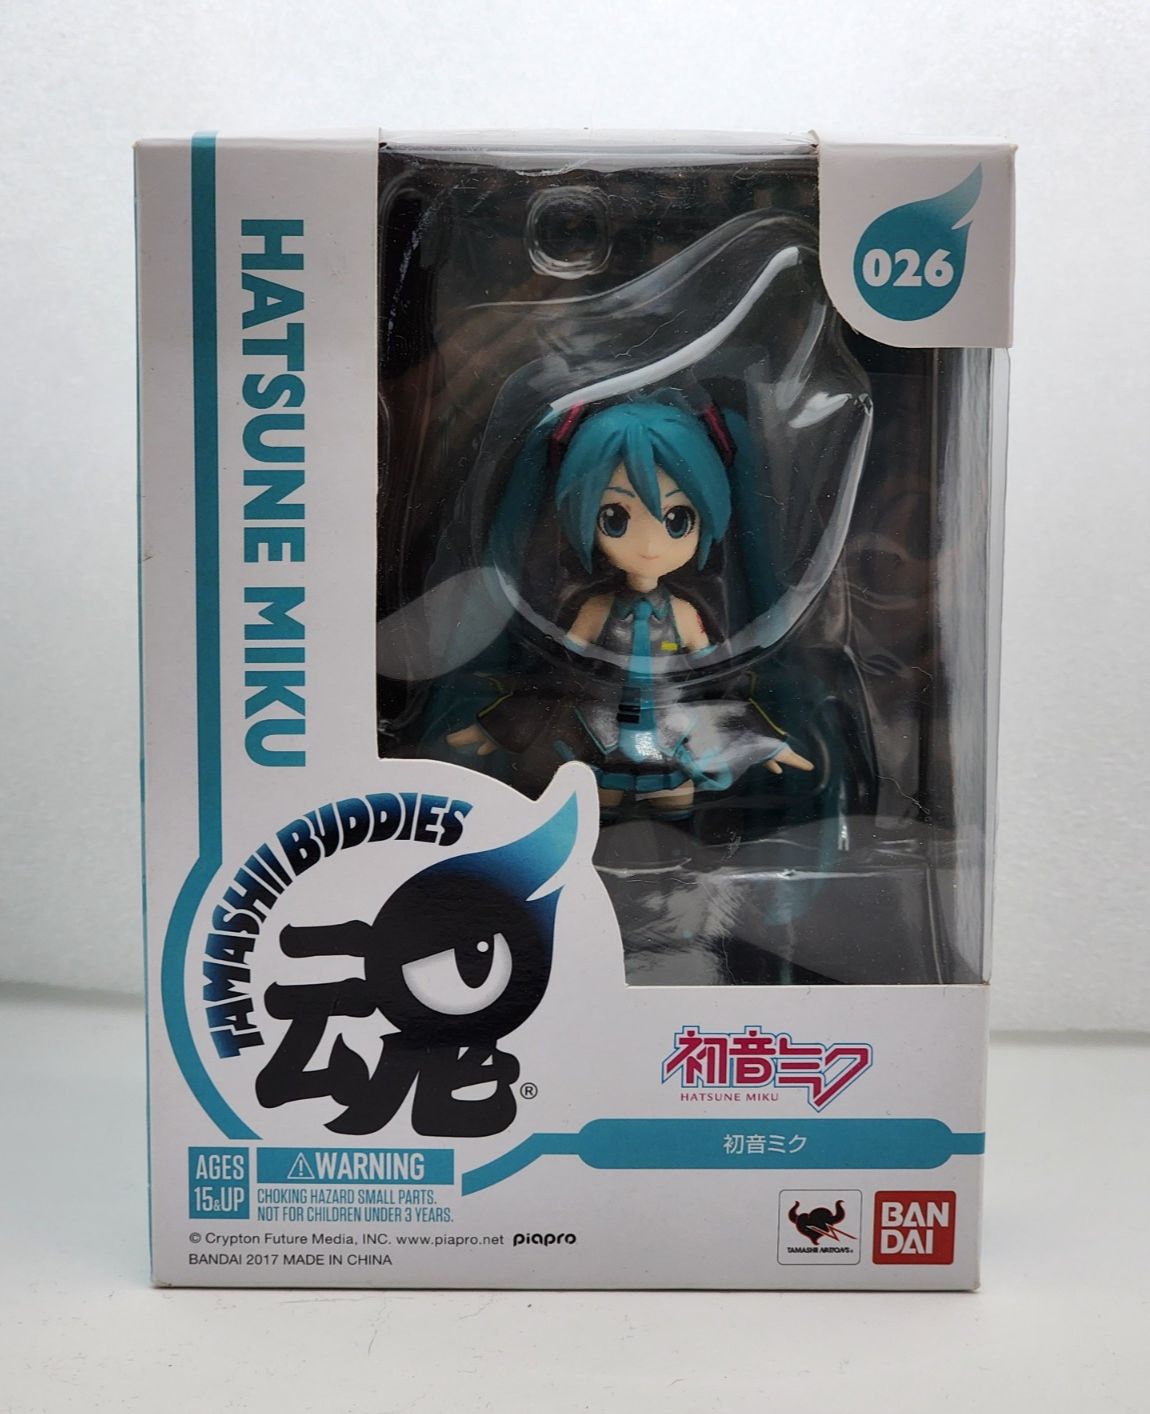 HATSUNE MIKU
026
TAMASHII BUDDIES
魂
®
初音ミク
HATSUNE MIKU
初音ミク
AGES
15&UP
⚠WARNING
CHOKING HAZARD SMALL PARTS.
NOT FOR CHILDREN UNDER 3 YEARS.
© Crypton Future Media, INC. www.piapro.net piapro
BANDAI 2017 MADE IN CHINA
TAMASHII NATIONS®
BAN
DAI